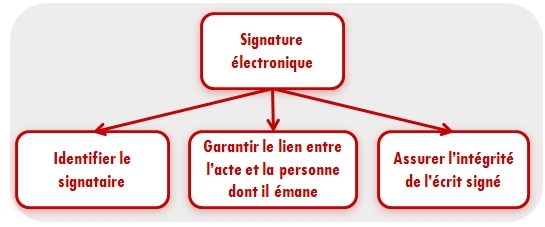 Signature
électronique
Identifier le
signataire
Garantir le lien entre
l'acte et la personne
dont il émane
Assurer l'intégrité
de l'écrit signé